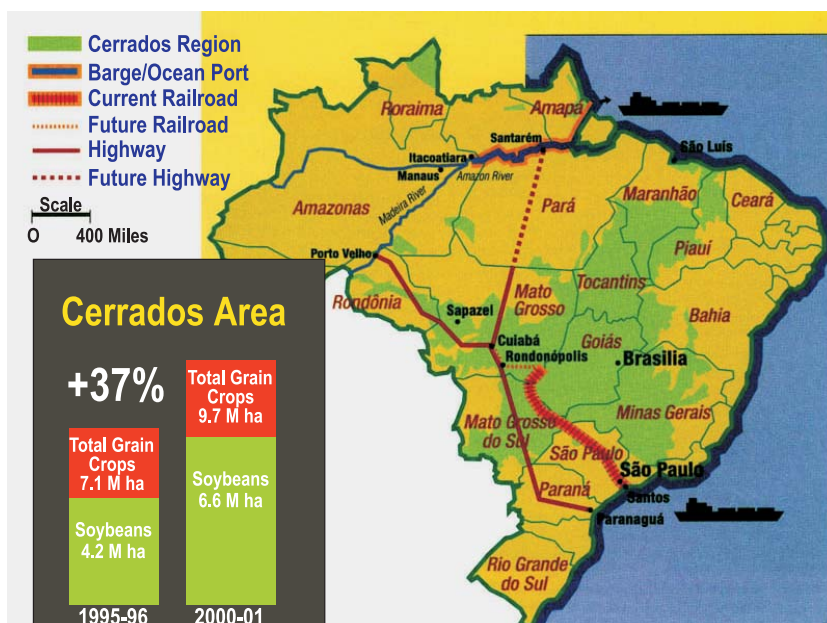 Cerrados Region
Barge/Ocean Port
Current Railroad
Future Railroad
Highway
Future Highway
Scale
O 400 Miles
Roraima
Amapá
Santarém
Itacoatiara
Manaus
Amazon River
São Luís
Amazonas
Madeira River
Pará
Maranhão
Ceará
Piauí
Porto Velho
Rondônia
Sapazel
Mato
Grosso
Tocantins
Bahia
Cuiabá
Rondonópolis
Goiás
Brasilia
Mato Grosso
do Sul
Minas Gerais
São Paulo
São Paulo
Santos
Paraná
Paranaguá
Rio Grande
do Sul
Cerrados Area
+37%
Total Grain
Crops
7.1 M ha
Soybeans
4.2 M ha
1995-96
Total Grain
Crops
9.7 M ha
Soybeans
6.6 M ha
2000-01